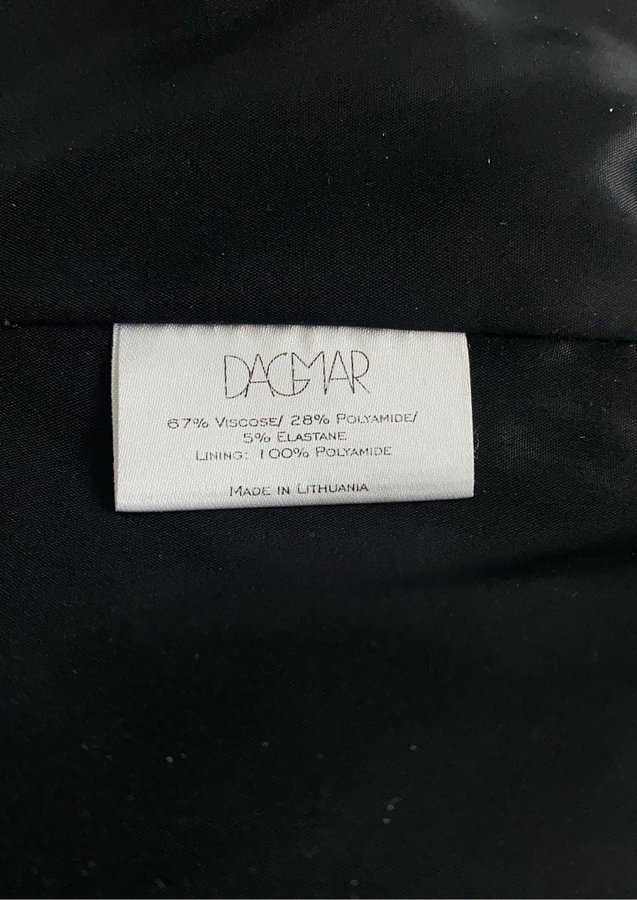 DAGMAR
67% Viscose/ 28% Polyamide/
5% Elastane
Lining: 100% Polyamide
Made in Lithuania